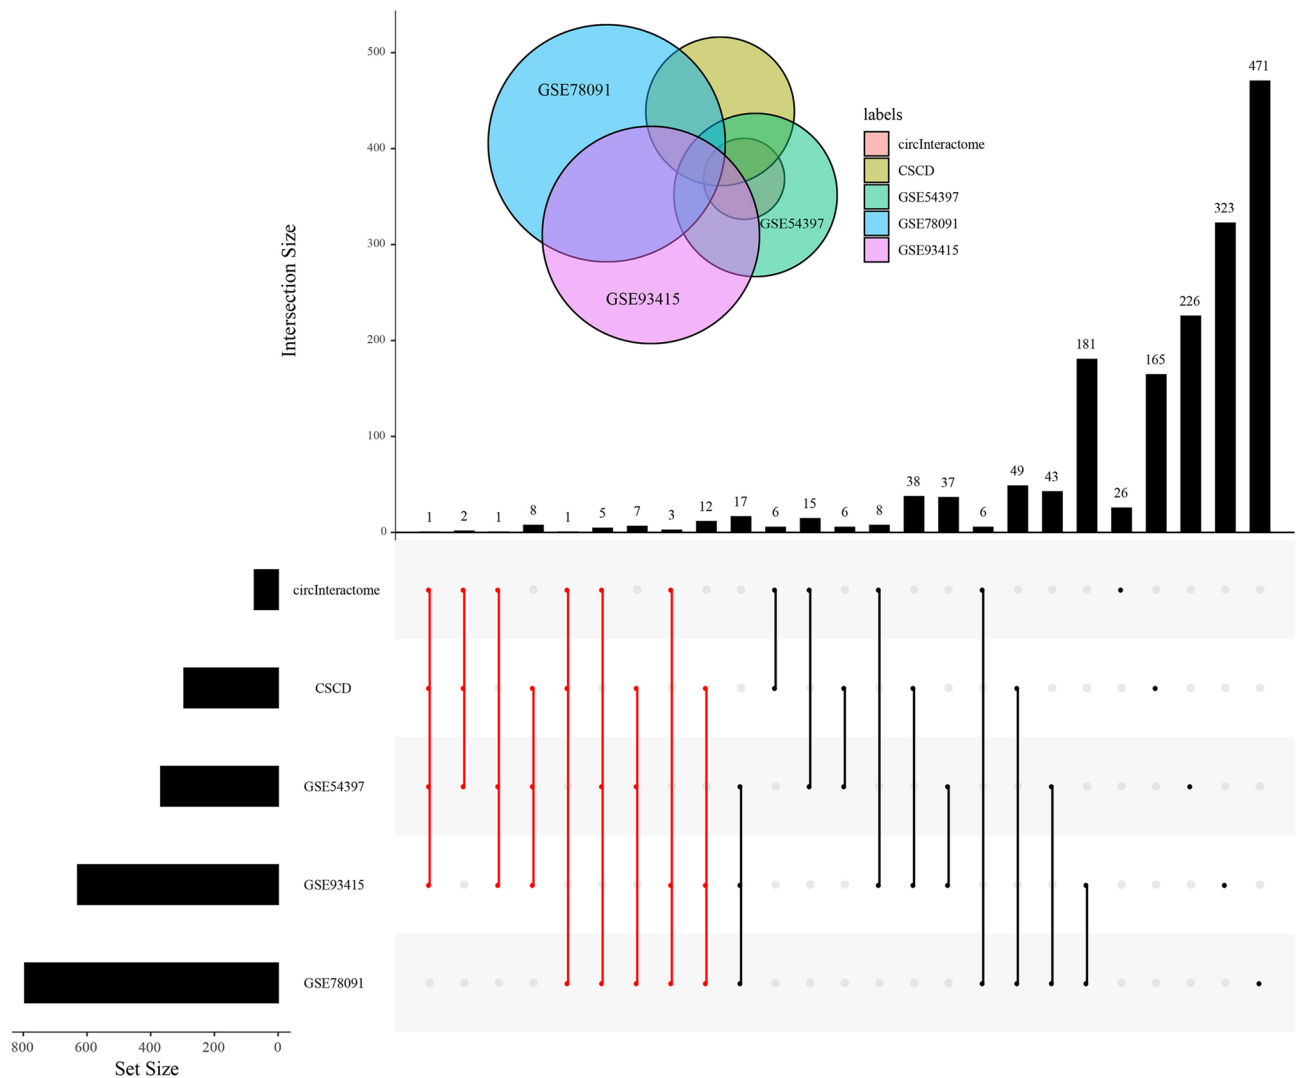 500
400
300
200
100
0
Intersection Size
GSE78091
GSE54397
GSE93415
labels
circInteractome
CSCD
GSE54397
GSE78091
GSE93415
1 2 1 8 1 5 7 3 12 17 6 15 6 8 38 37 6 49 43 181 26 165 226 323 471
circInteractome
CSCD
GSE54397
GSE93415
GSE78091
800 600 400 200 0
Set Size